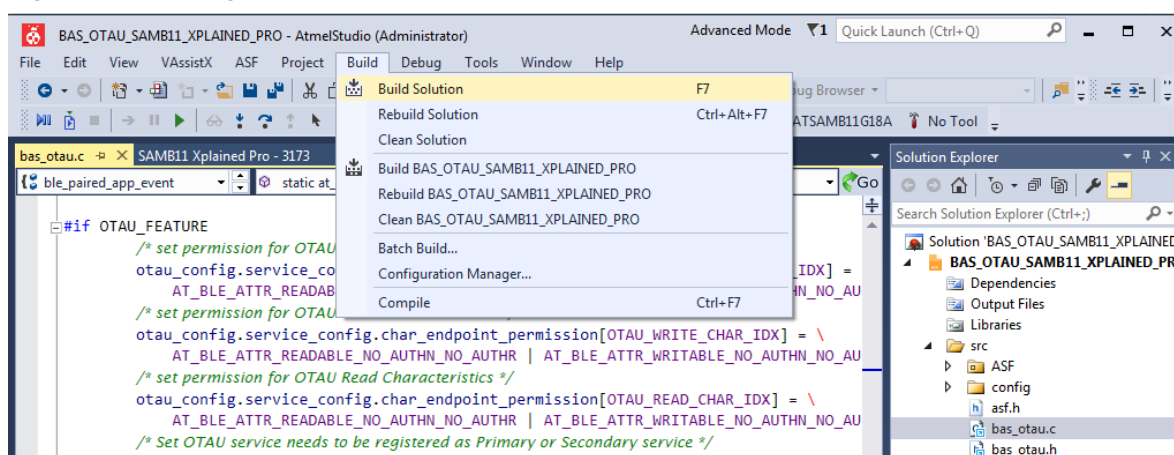 BAS_OTAU_SAMB11_XPLAINED_PRO - AtmelStudio (Administrator)
Advanced Mode
1
Quick Launch (Ctrl+Q)
File Edit View VAssistX ASF Project Build Debug Tools Window Help
Build Solution F7
Rebuild Solution Ctrl+Alt+F7
Clean Solution
Build BAS_OTAU_SAMB11_XPLAINED_PRO
Rebuild BAS_OTAU_SAMB11_XPLAINED_PRO
Clean BAS_OTAU_SAMB11_XPLAINED_PRO
Batch Build...
Configuration Manager...
Compile Ctrl+F7
ug Browser
ATSAMB11G18A No Tool
bas_otau.c SAMB11 Xplained Pro - 3173
ble_paired_app_event static at_ Go
#if OTAU_FEATURE
/* set permission for OTAU
otau_config.service_co IDX] =
AT_BLE_ATTR_READAB HN_NO_AU
/* set permission for OTAU
otau_config.service_config.char_endpoint_permission[OTAU_WRITE_CHAR_IDX] = \
AT_BLE_ATTR_READABLE_NO_AUTHN_NO_AUTHR | AT_BLE_ATTR_WRITABLE_NO_AUTHN_NO_AU
/* set permission for OTAU Read Characteristics */
otau_config.service_config.char_endpoint_permission[OTAU_READ_CHAR_IDX] = \
AT_BLE_ATTR_READABLE_NO_AUTHN_NO_AUTHR | AT_BLE_ATTR_WRITABLE_NO_AUTHN_NO_AU
/* Set OTAU service needs to be registered as Primary or Secondary service */
Solution Explorer
Search Solution Explorer (Ctrl+;)
Solution 'BAS_OTAU_SAMB11_XPLAINED
BAS_OTAU_SAMB11_XPLAINED_PR
Dependencies
Output Files
Libraries
src
ASF
config
asf.h
bas_otau.c
bas_otau.h